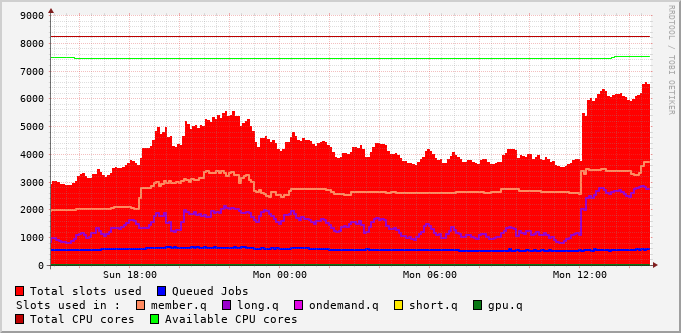 9000
8000
7000
6000
5000
4000
3000
2000
1000
0
Sun 18:00 Mon 00:00 Mon 06:00 Mon 12:00
Total slots used Queued Jobs
Slots used in : member.q long.q ondemand.q short.q gpu.q
Total CPU cores Available CPU cores
RRDTOOL / TOBI OETIKER